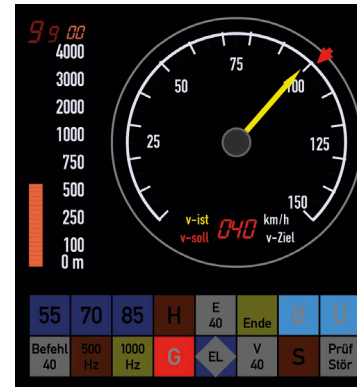 99 00
4000
3000
2000
1000
750
500
250
100
0 m
25
50
75
100
125
150
v-ist
v-soll
040
km/h
v-Ziel
55 70 85 H E 40 Ende B Ü
Befehl 40 500 Hz 1000 Hz G EL V 40 S Prüf Stör